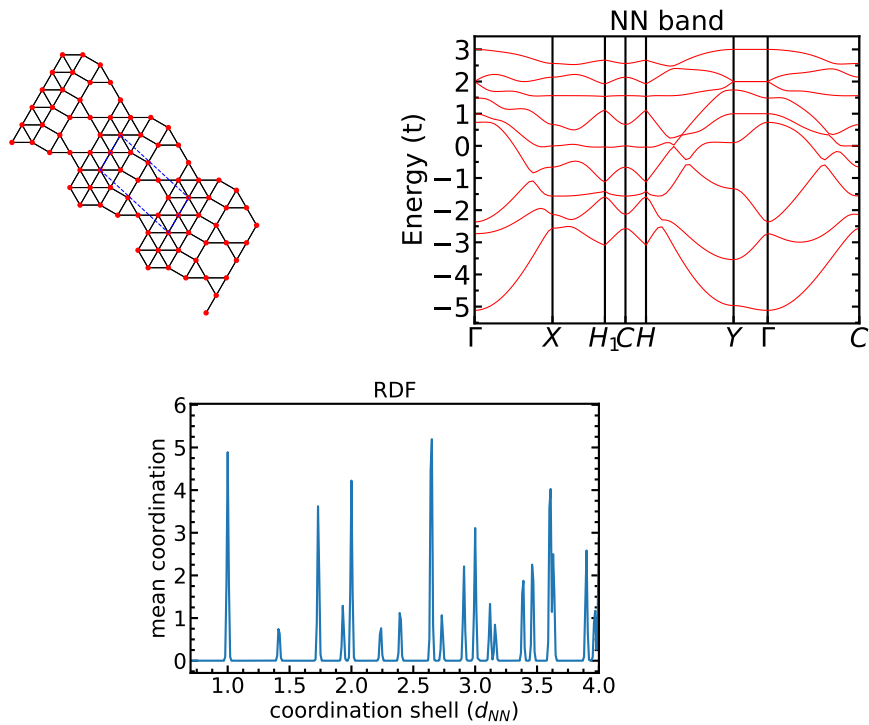 NN band
Energy (t)
3
2
1
0
−1
−2
−3
−4
−5
Γ X H₁ C H Y Γ C
RDF
mean coordination
6
5
4
3
2
1
0
1.0 1.5 2.0 2.5 3.0 3.5 4.0
coordination shell (d_NN)